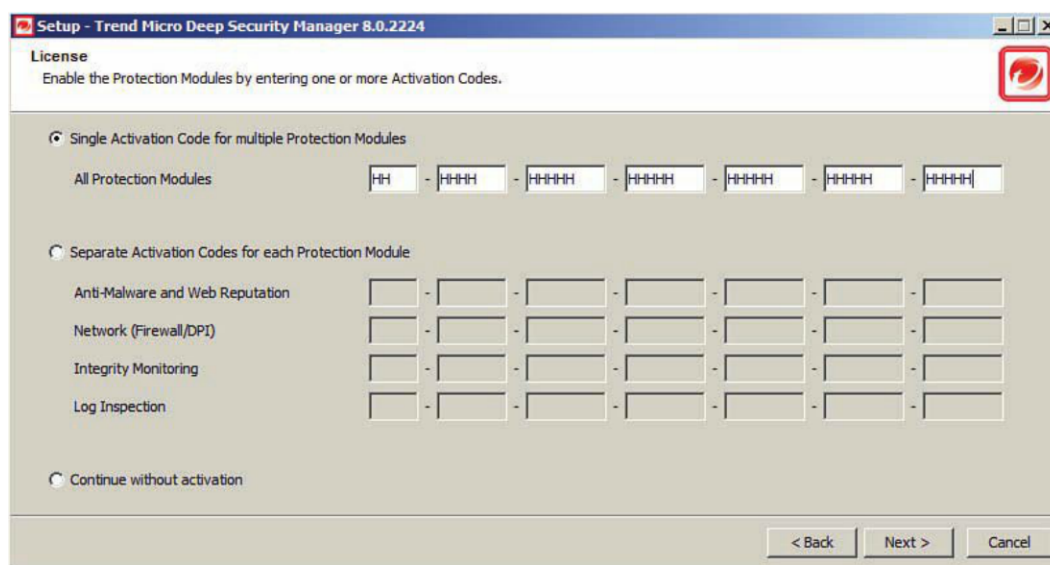 Setup - Trend Micro Deep Security Manager 8.0.2224
License
Enable the Protection Modules by entering one or more Activation Codes.
Single Activation Code for multiple Protection Modules
All Protection Modules HH - HHHH - HHHHH - HHHHH - HHHHH - HHHHH - HHHHH
Separate Activation Codes for each Protection Module
Anti-Malware and Web Reputation - - - - - -
Network (Firewall/DPI) - - - - - -
Integrity Monitoring - - - - - -
Log Inspection - - - - - -
Continue without activation
< Back Next > Cancel